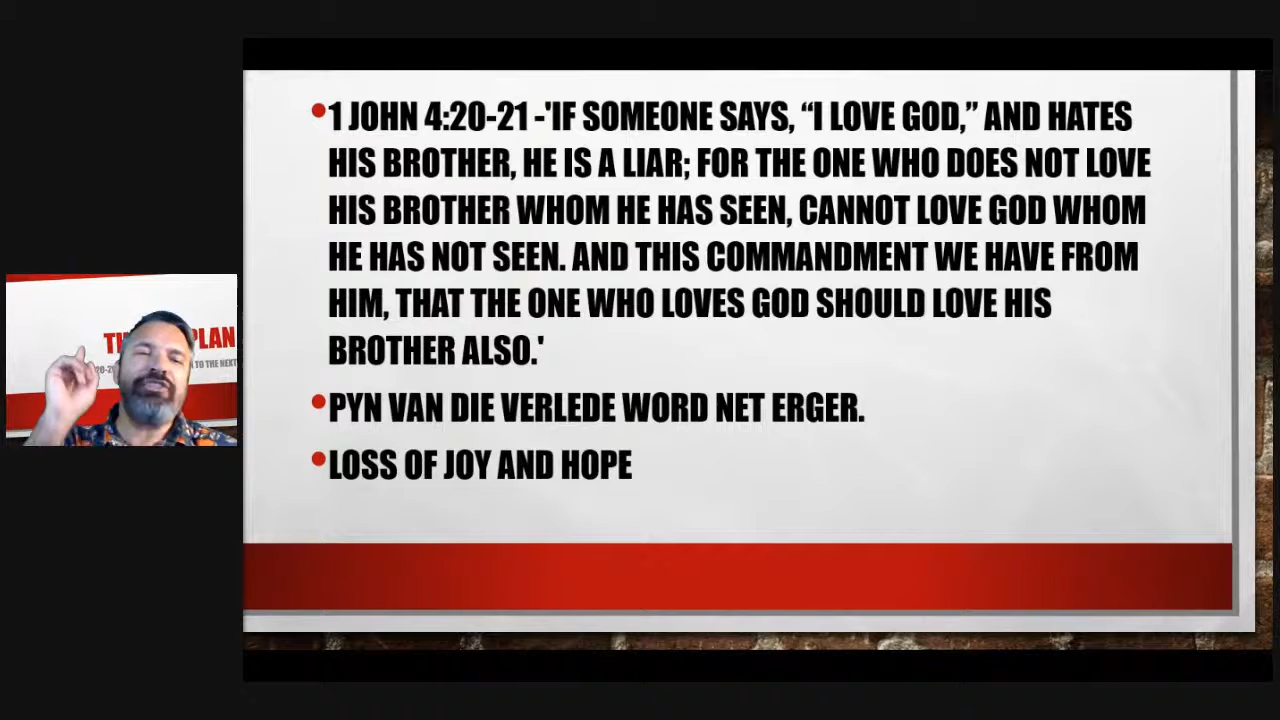 •1 JOHN 4:20-21 -'IF SOMEONE SAYS, “I LOVE GOD,” AND HATES
HIS BROTHER, HE IS A LIAR; FOR THE ONE WHO DOES NOT LOVE
HIS BROTHER WHOM HE HAS SEEN, CANNOT LOVE GOD WHOM
HE HAS NOT SEEN. AND THIS COMMANDMENT WE HAVE FROM
HIM, THAT THE ONE WHO LOVES GOD SHOULD LOVE HIS
BROTHER ALSO.'
•PYN VAN DIE VERLEDE WORD NET ERGER.
•LOSS OF JOY AND HOPE
PLAN
TO THE NEXT